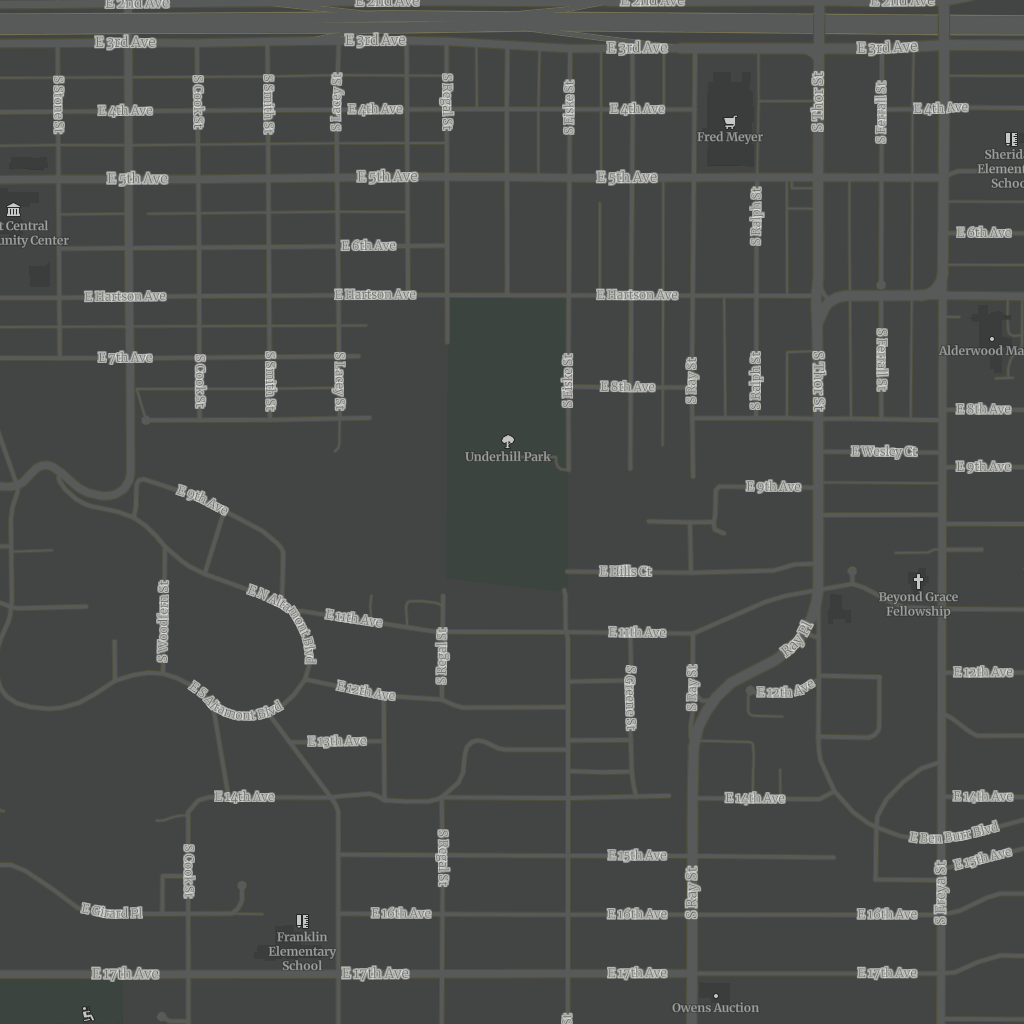 E 2nd Ave
E 2nd Ave
E 2nd Ave
E 2nd Ave
E 3rd Ave
E 3rd Ave
E 3rd Ave
E 3rd Ave
S Stone St
S Cook St
S Smith St
S Lacey St
S Regal St
S Fiske St
S Thor St
S Ferrall St
E 4th Ave
E 4th Ave
E 4th Ave
E 4th Ave
Fred Meyer
Elementary
E 5th Ave
E 5th Ave
E 5th Ave
t Central
unity Center
S Ralph St
E 6th Ave
E 6th Ave
E Hartson Ave
E Hartson Ave
E Hartson Ave
E 7th Ave
S Cook St
S Smith St
S Lacey St
S Fiske St
S Ray St
S Ralph St
S Thor St
S Ferrall St
Alderwood Ma
E 8th Ave
E 8th Ave
Underhill Park
E Wesley Ct
E 9th Ave
E 9th Ave
E 9th Ave
E Hills Ct
Beyond Grace
Fellowship
S Woodfern St
E N Altamont Blvd
E 11th Ave
E 11th Ave
S Regal St
Ray Pl
S Greene St
S Ray St
E 12th Ave
E 12th Ave
E 12th Ave
E S Altamont Blvd
E 13th Ave
E 14th Ave
E 14th Ave
E 14th Ave
E Ben Burr Blvd
E 15th Ave
E 15th Ave
S Cook St
S Regal St
S Ray St
S Freya St
E Girard Pl
E 16th Ave
E 16th Ave
E 16th Ave
Franklin
Elementary
School
E 17th Ave
E 17th Ave
E 17th Ave
E 17th Ave
Owens Auction
St